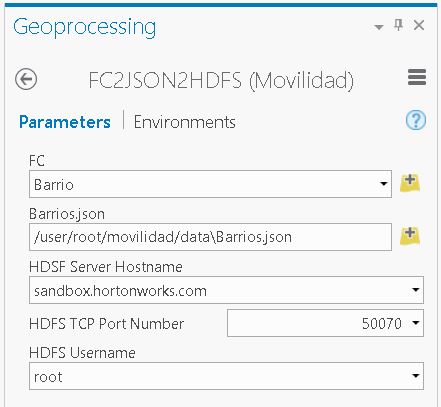 Geoprocessing
FC2JSON2HDFS (Movilidad)
Parameters | Environments
?
FC
Barrio
Barrios.json
/user/root/movilidad/data\Barrios.json
HDSF Server Hostname
sandbox.hortonworks.com
HDFS TCP Port Number 50070
HDFS Username
root